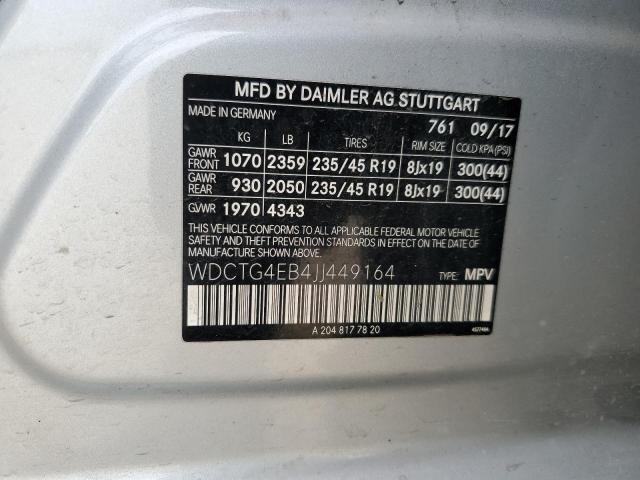 MFD BY DAIMLER AG STUTTGART
MADE IN GERMANY 761 09/17
KG LB TIRES RIM SIZE COLD KPA(PSI)
GAWR FRONT 1070 2359 235/45 R19 8Jx19 300(44)
GAWR REAR 930 2050 235/45 R19 8Jx19 300(44)
GVWR 1970 4343
THIS VEHICLE CONFORMS TO ALL APPLICABLE FEDERAL MOTOR VEHICLE
SAFETY, BUMPER, AND THEFT PREVENTION STANDARDS IN EFFECT ON THE DATE
OF MANUFACTURE SHOWN ABOVE.
WDCTG4EB4JJ449164 TYPE: MPV
A 204 817 78 20